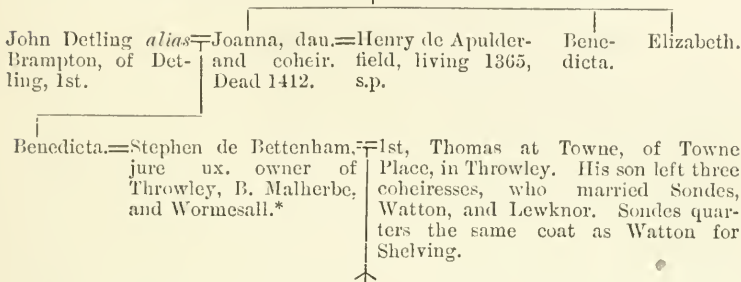 John Detling alias Brampton, of Detling, 1st.
Joanna, dau. and coheir. Dead 1412.
Henry de Apulderfield, living 1365, s.p.
Benedicta.
Elizabeth.
Benedicta.
Stephen de Bettenham, jure ux. owner of Throwley, B. Malherbe, and Wormesall.*
1st, Thomas at Towne, of Towne Place, in Throwley. His son left three coheiresses, who married Sondes, Watton, and Lewknor. Sondes quarters the same coat as Watton for Shelving.